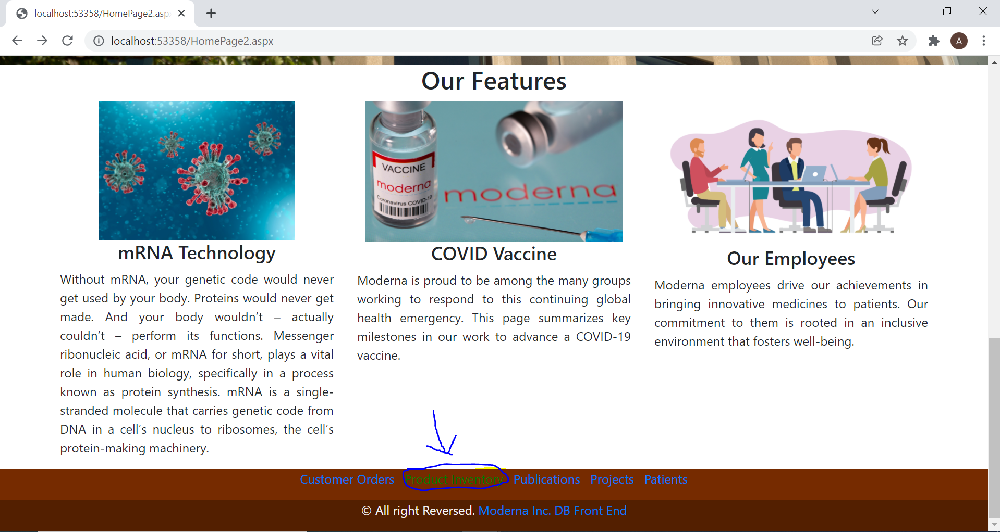 localhost:53358/HomePage2.asp
localhost:53358/HomePage2.aspx
A
Our Features
VACCINE
moderna
Coronavirus COVID-19
moderna
mRNA Technology
Without mRNA, your genetic code would never
get used by your body. Proteins would never get
made. And your body wouldn’t – actually
couldn’t – perform its functions. Messenger
ribonucleic acid, or mRNA for short, plays a vital
role in human biology, specifically in a process
known as protein synthesis. mRNA is a single-
stranded molecule that carries genetic code from
DNA in a cell’s nucleus to ribosomes, the cell’s
protein-making machinery.
COVID Vaccine
Moderna is proud to be among the many groups
working to respond to this continuing global
health emergency. This page summarizes key
milestones in our work to advance a COVID-19
vaccine.
Our Employees
Moderna employees drive our achievements in
bringing innovative medicines to patients. Our
commitment to them is rooted in an inclusive
environment that fosters well-being.
Customer Orders Product Inventory Publications Projects Patients
© All right Reversed. Moderna Inc. DB Front End